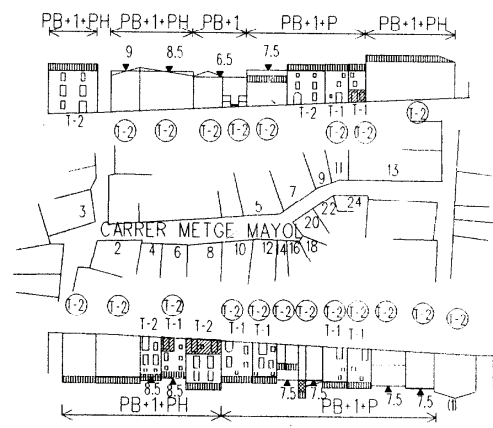 PB+1+PH PB+1+PH PB+1 PB+1+P PB+1+PH
9 8.5 6.5 7.5
T-2 T-2 T-1 T-1
T-2 T-2 T-2 T-2 T-2 T-2 T-2 T-2
3 5 7 9 11 13
CARRER METGE MAYOL
20 22 24
2 4 6 8 10 12 14 16 18
T-2 T-2 T-2 T-2 T-2 T-2 T-2 T-2 T-2 T-2 T-2 T-2
T-2 T-1 T-2 T-1 T-1 T-1 T-1
8.5 8.5 7.5 7.5 7.5 7.5
PB+1+PH PB+1+P